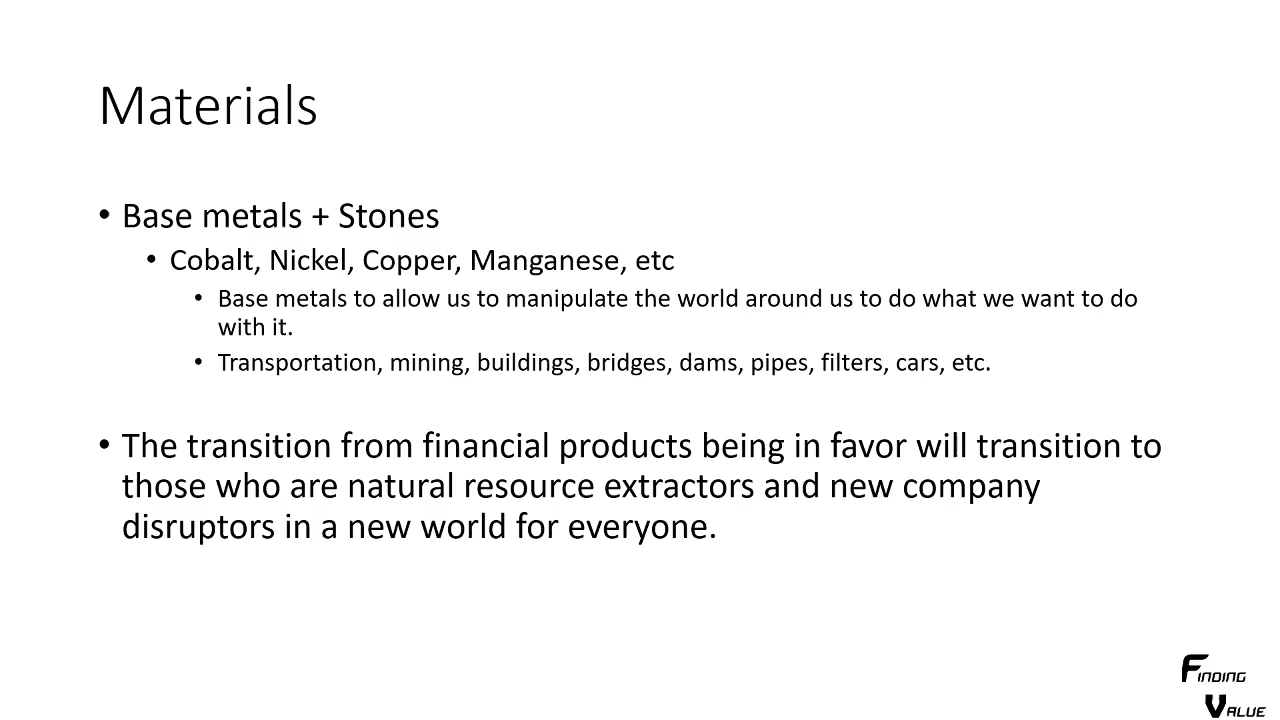 Materials
• Base metals + Stones
• Cobalt, Nickel, Copper, Manganese, etc
• Base metals to allow us to manipulate the world around us to do what we want to do
with it.
• Transportation, mining, buildings, bridges, dams, pipes, filters, cars, etc.
• The transition from financial products being in favor will transition to
those who are natural resource extractors and new company
disruptors in a new world for everyone.
Finding
Value